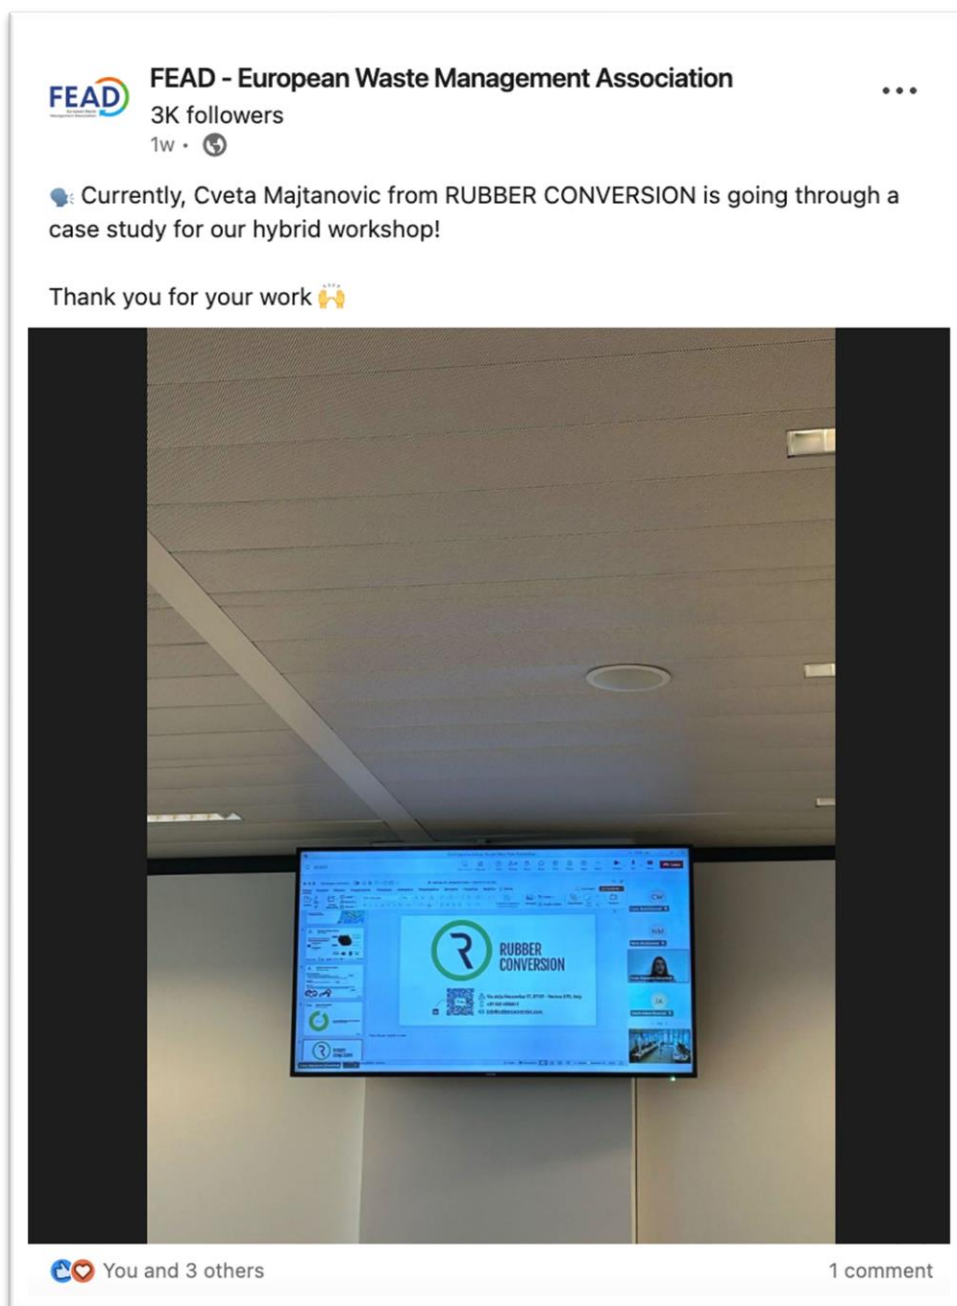 FEAD
FEAD - European Waste Management Association
3K followers
1w •
🗣️ Currently, Cveta Majtanovic from RUBBER CONVERSION is going through a
case study for our hybrid workshop!
Thank you for your work 🙌
RUBBER
CONVERSION
You and 3 others
1 comment